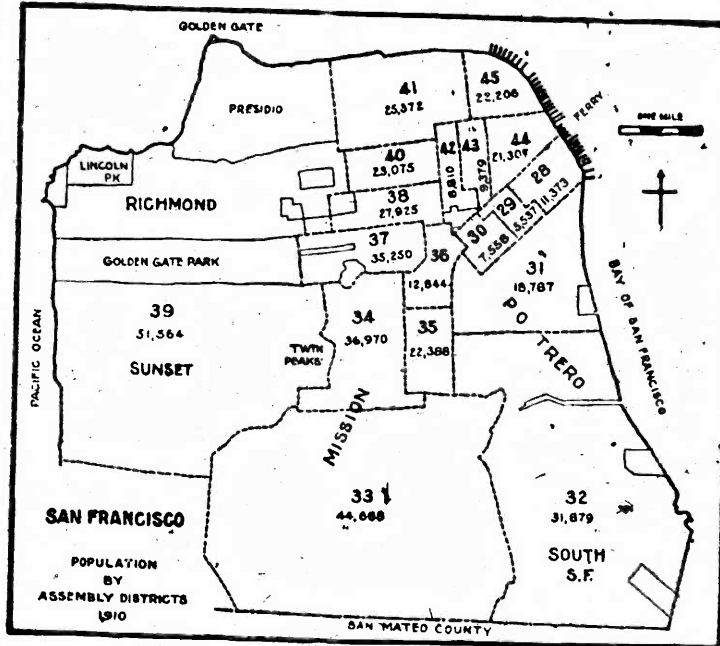 GOLDEN GATE
PRESIDIO
41
25,372
45
22,206
FERRY
ONE MILE
LINCOLN
PK
RICHMOND
40
23,075
42
8,810
43
9,379
44
21,307
38
27,925
28
11,373
29
5,537
30
7,558
37
35,250
36
12,844
31
18,787
GOLDEN GATE PARK
39
51,564
SUNSET
TWIN
PEAKS
34
36,970
35
22,388
POTRERO
BAY OF SAN FRANCISCO
PACIFIC OCEAN
MISSION
33
44,668
32
31,879
SOUTH
S.F.
SAN FRANCISCO
POPULATION
BY
ASSEMBLY DISTRICTS
1910
SAN MATEO COUNTY